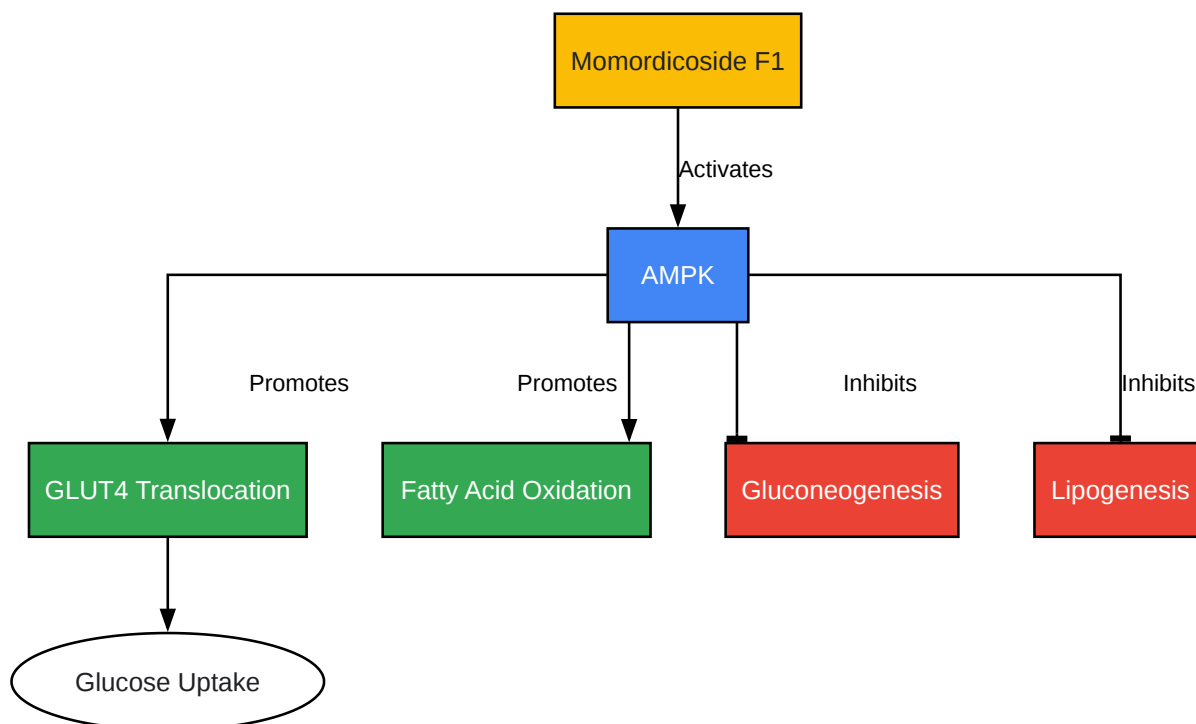 Momordicoside F1
Activates
AMPK
Promotes
Promotes
Inhibits
Inhibits
GLUT4 Translocation
Fatty Acid Oxidation
Gluconeogenesis
Lipogenesis
Glucose Uptake